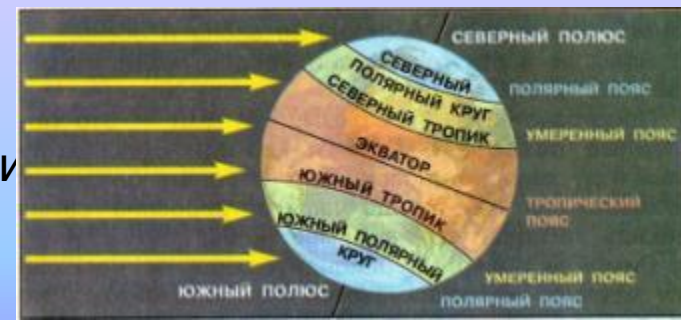 СЕВЕРНЫЙ ПОЛЮС
СЕВЕРНЫЙ
ПОЛЯРНЫЙ КРУГ
ПОЛЯРНЫЙ ПОЯС
СЕВЕРНЫЙ ТРОПИК
УМЕРЕННЫЙ ПОЯС
ЭКВАТОР
и
ЮЖНЫЙ ТРОПИК
ТРОПИЧЕСКИЙ
ПОЯС
ЮЖНЫЙ ПОЛЯРНЫЙ
КРУГ
УМЕРЕННЫЙ ПОЯС
ЮЖНЫЙ ПОЛЮС
ПОЛЯРНЫЙ ПОЯС